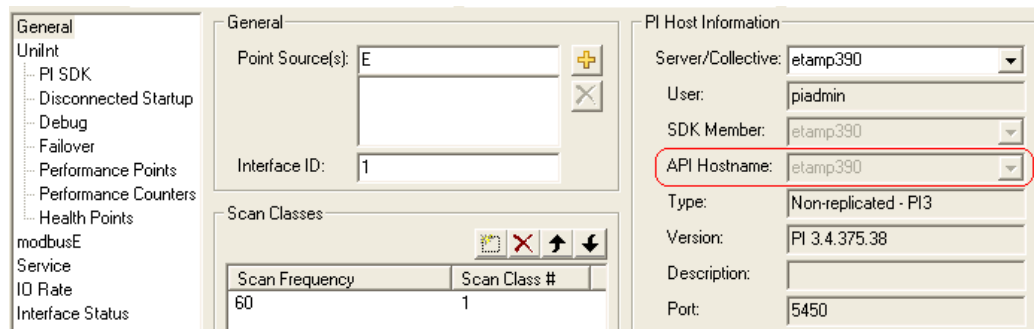 General
UniInt
PI SDK
Disconnected Startup
Debug
Failover
Performance Points
Performance Counters
Health Points
modbusE
Service
IO Rate
Interface Status
General
Point Source(s): E
Interface ID: 1
Scan Classes
Scan Frequency Scan Class #
60 1
PI Host Information
Server/Collective: etamp390
User: piadmin
SDK Member: etamp390
API Hostname: etamp390
Type: Non-replicated - PI3
Version: PI 3.4.375.38
Description:
Port: 5450